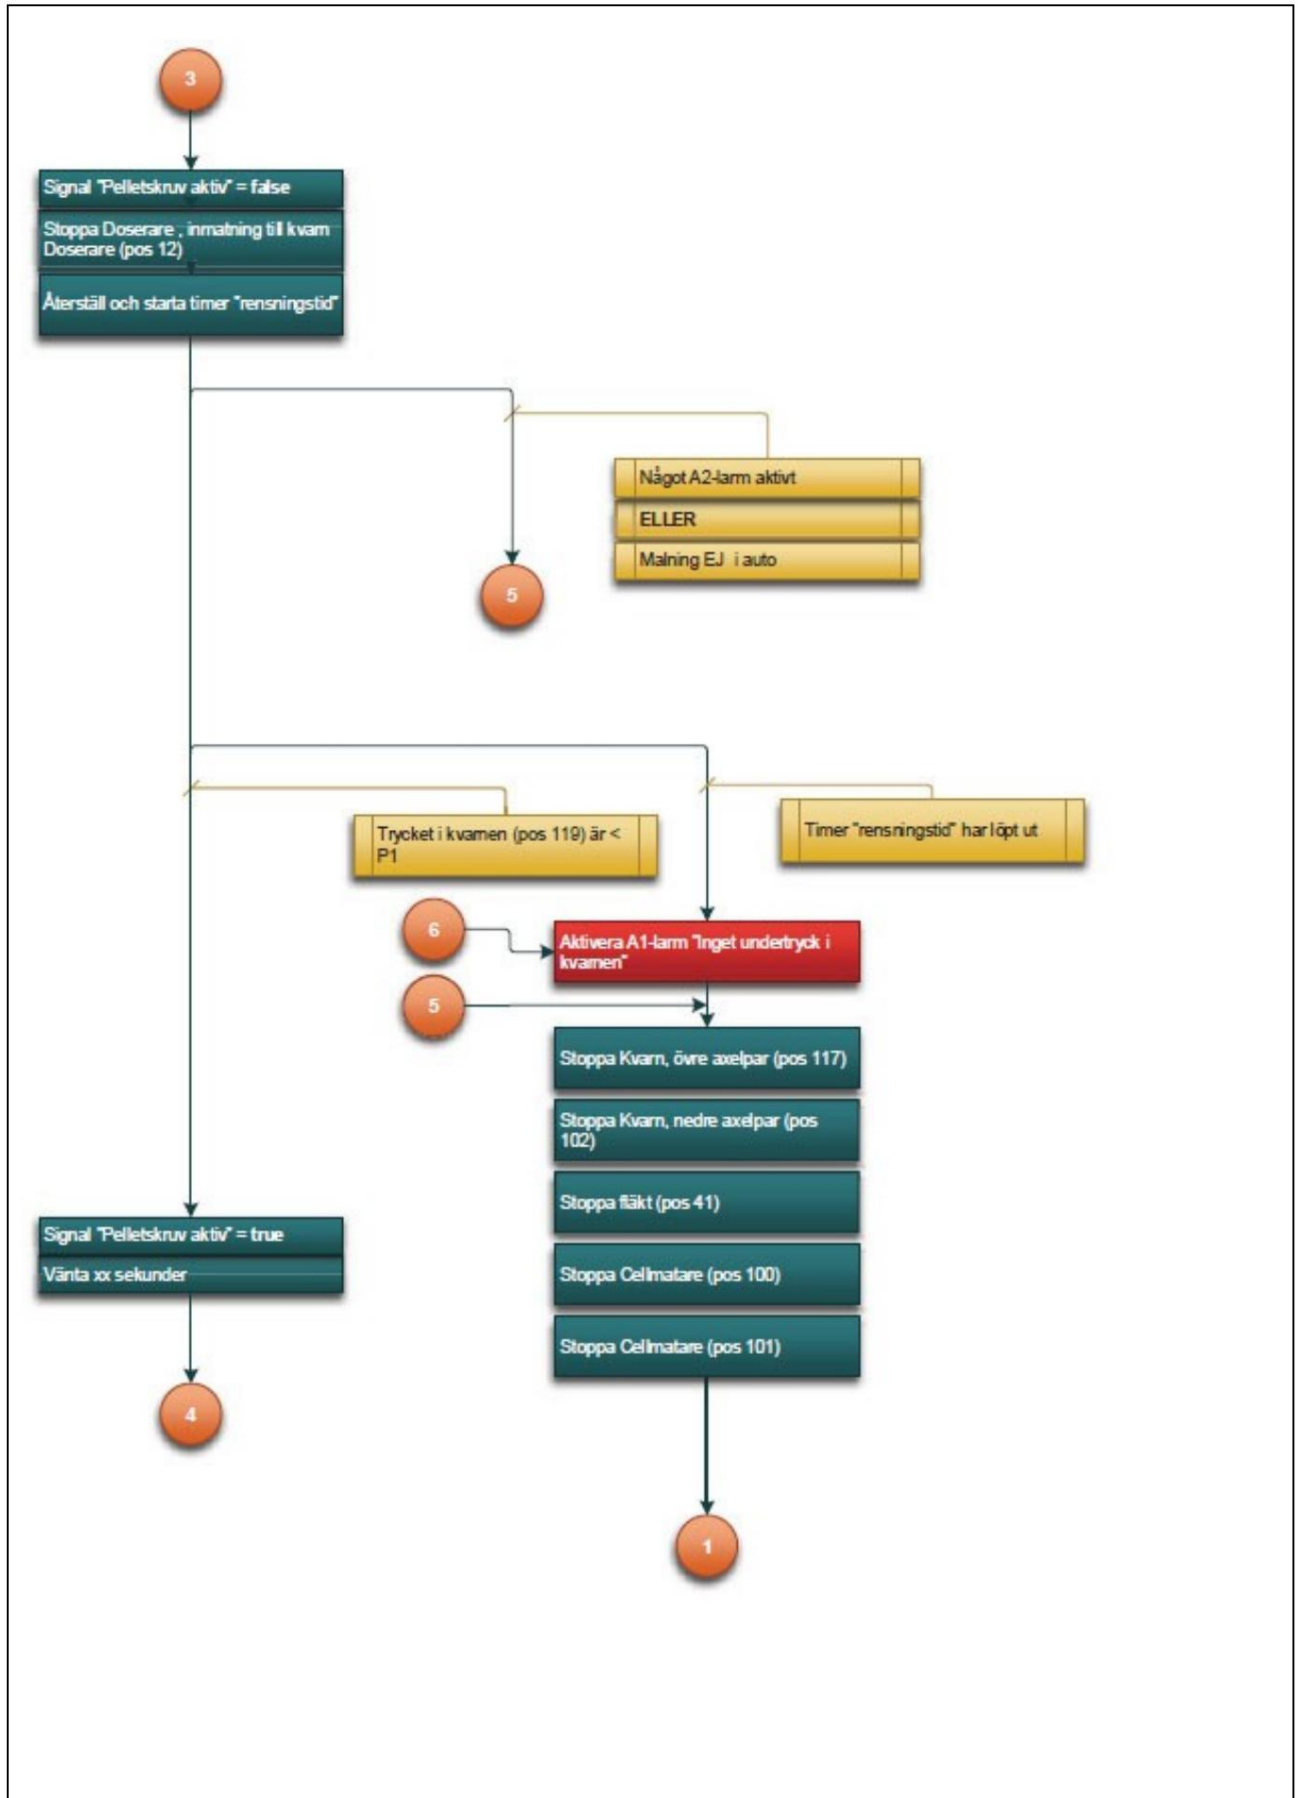 3
Signal "Pelletskruv aktiv" = false
Stoppa Doserare , inmatning till kvarn
Doserare (pos 12)
Återställ och starta timer "rensningstid"
Något A2-larm aktivt
ELLER
Malning EJ i auto
5
Trycket i kvarnen (pos 119) är <
P1
Timer "rensningstid" har löpt ut
6
Aktivera A1-larm "Inget undertryck i
kvarnen"
5
Stoppa Kvarn, övre axelpar (pos 117)
Stoppa Kvarn, nedre axelpar (pos
102)
Stoppa fläkt (pos 41)
Signal "Pelletskruv aktiv" = true
Vänta xx sekunder
Stoppa Cellmatare (pos 100)
Stoppa Cellmatare (pos 101)
4
1